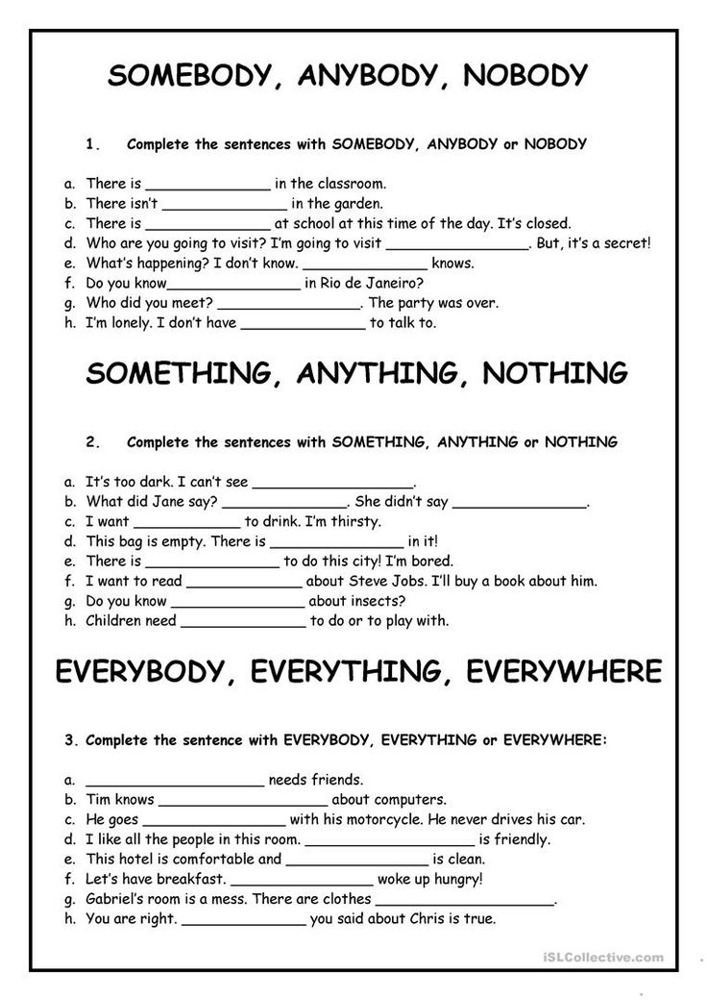 SOMEBODY, ANYBODY, NOBODY
1. Complete the sentences with SOMEBODY, ANYBODY or NOBODY
a. There is _______________ in the classroom.
b. There isn't _______________ in the garden.
c. There is _______________ at school at this time of the day. It's closed.
d. Who are you going to visit? I'm going to visit _________________. But, it's a secret!
e. What's happening? I don't know. _______________ knows.
f. Do you know________________ in Rio de Janeiro?
g. Who did you meet? _________________. The party was over.
h. I'm lonely. I don't have _______________ to talk to.
SOMETHING, ANYTHING, NOTHING
2. Complete the sentences with SOMETHING, ANYTHING or NOTHING
a. It's too dark. I can't see ___________________.
b. What did Jane say? _______________. She didn't say ________________.
c. I want _____________ to drink. I'm thirsty.
d. This bag is empty. There is ________________ in it!
e. There is ________________ to do this city! I'm bored.
f. I want to read ______________ about Steve Jobs. I'll buy a book about him.
g. Do you know ________________ about insects?
h. Children need _______________ to do or to play with.
EVERYBODY, EVERYTHING, EVERYWHERE
3. Complete the sentence with EVERYBODY, EVERYTHING or EVERYWHERE:
a. _____________________ needs friends.
b. Tim knows ____________________ about computers.
c. He goes _________________ with his motorcycle. He never drives his car.
d. I like all the people in this room. ____________________ is friendly.
e. This hotel is comfortable and _________________ is clean.
f. Let's have breakfast. _________________ woke up hungry!
g. Gabriel's room is a mess. There are clothes _____________________.
h. You are right. _______________ you said about Chris is true.
iSLCollective.com